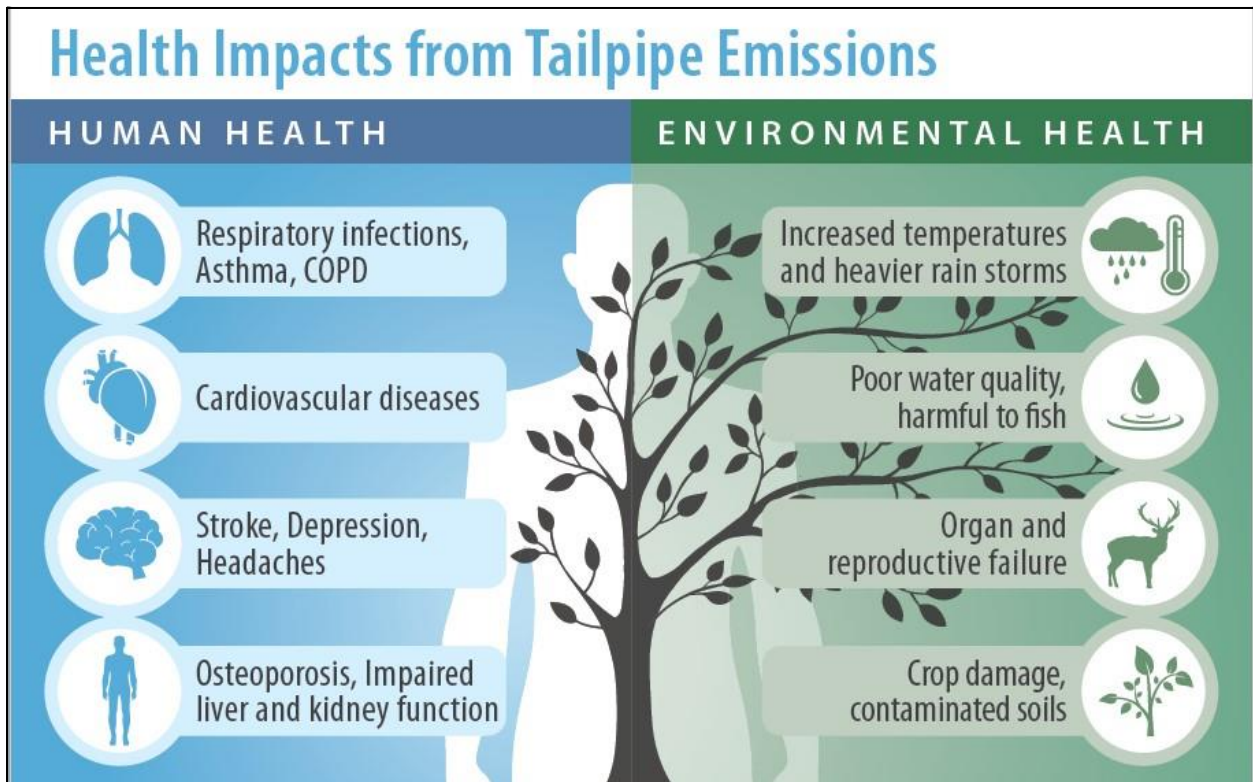 Health Impacts from Tailpipe Emissions
HUMAN HEALTH
Respiratory infections,
Asthma, COPD
Cardiovascular diseases
Stroke, Depression,
Headaches
Osteoporosis, Impaired
liver and kidney function
ENVIRONMENTAL HEALTH
Increased temperatures
and heavier rain storms
Poor water quality,
harmful to fish
Organ and
reproductive failure
Crop damage,
contaminated soils